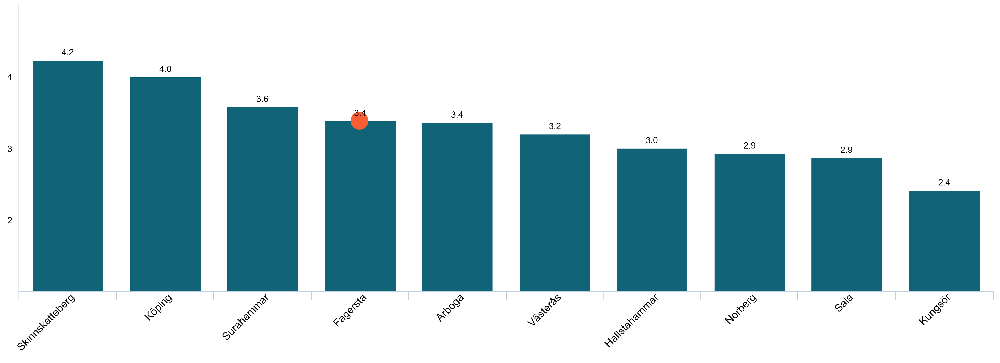 4.2
4.0
3.6
3.4
3.4
3.2
3.0
2.9
2.9
2.4
4
3
2
Skinnskatteberg
Köping
Surahammar
Fagersta
Arboga
Västerås
Hallstahammar
Norberg
Sala
Kungsör